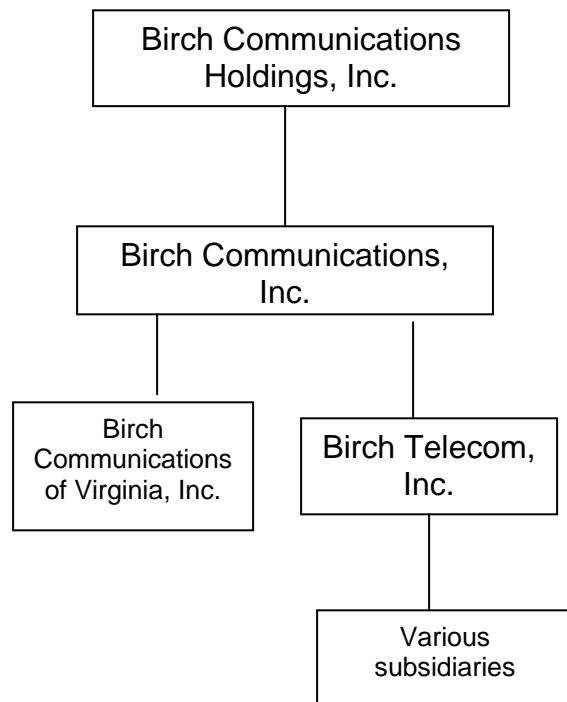 Birch Communications
Holdings, Inc.
Birch Communications,
Inc.
Birch
Communications
of Virginia, Inc.
Birch Telecom,
Inc.
Various
subsidiaries